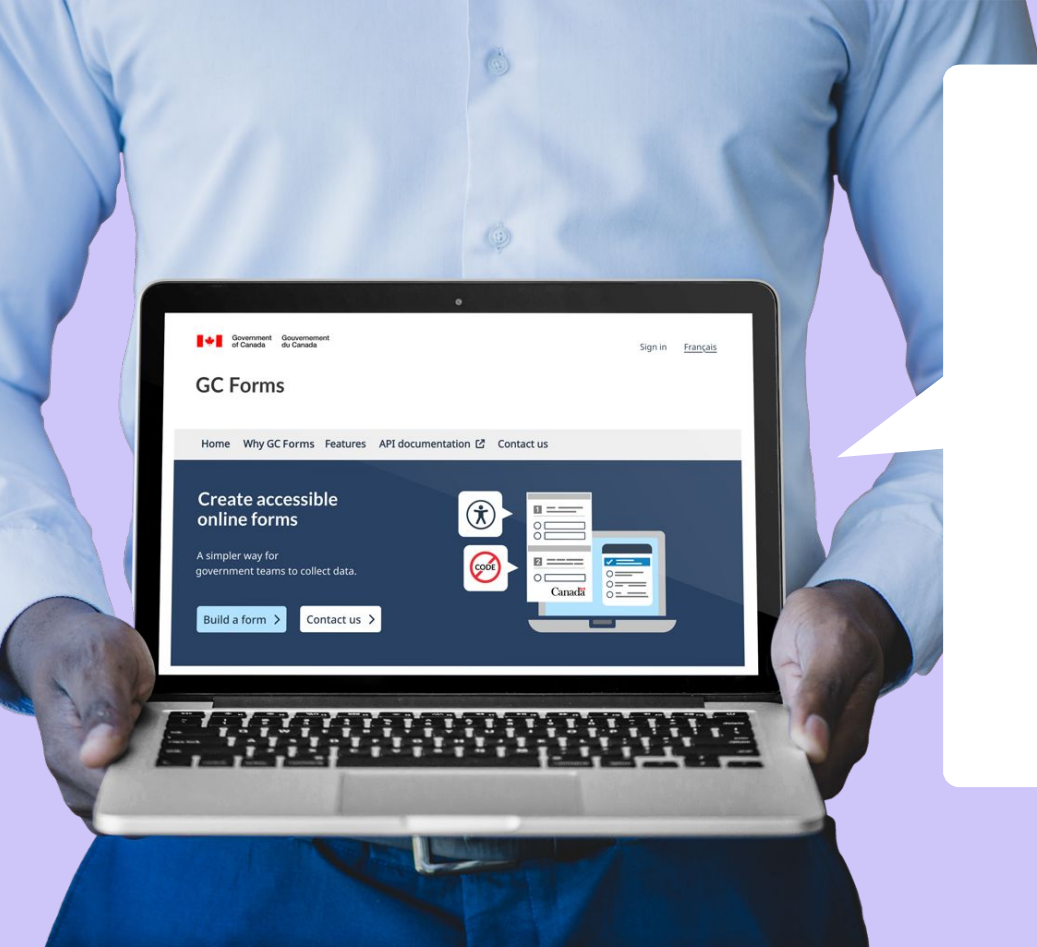 Government
of Canada
Gouvernement
du Canada
Sign in
Français
GC Forms
Home Why GC Forms Features API documentation Contact us
Create accessible
online forms
A simpler way for
government teams to collect data.
Build a form
Contact us
1
CODE
2
Canada